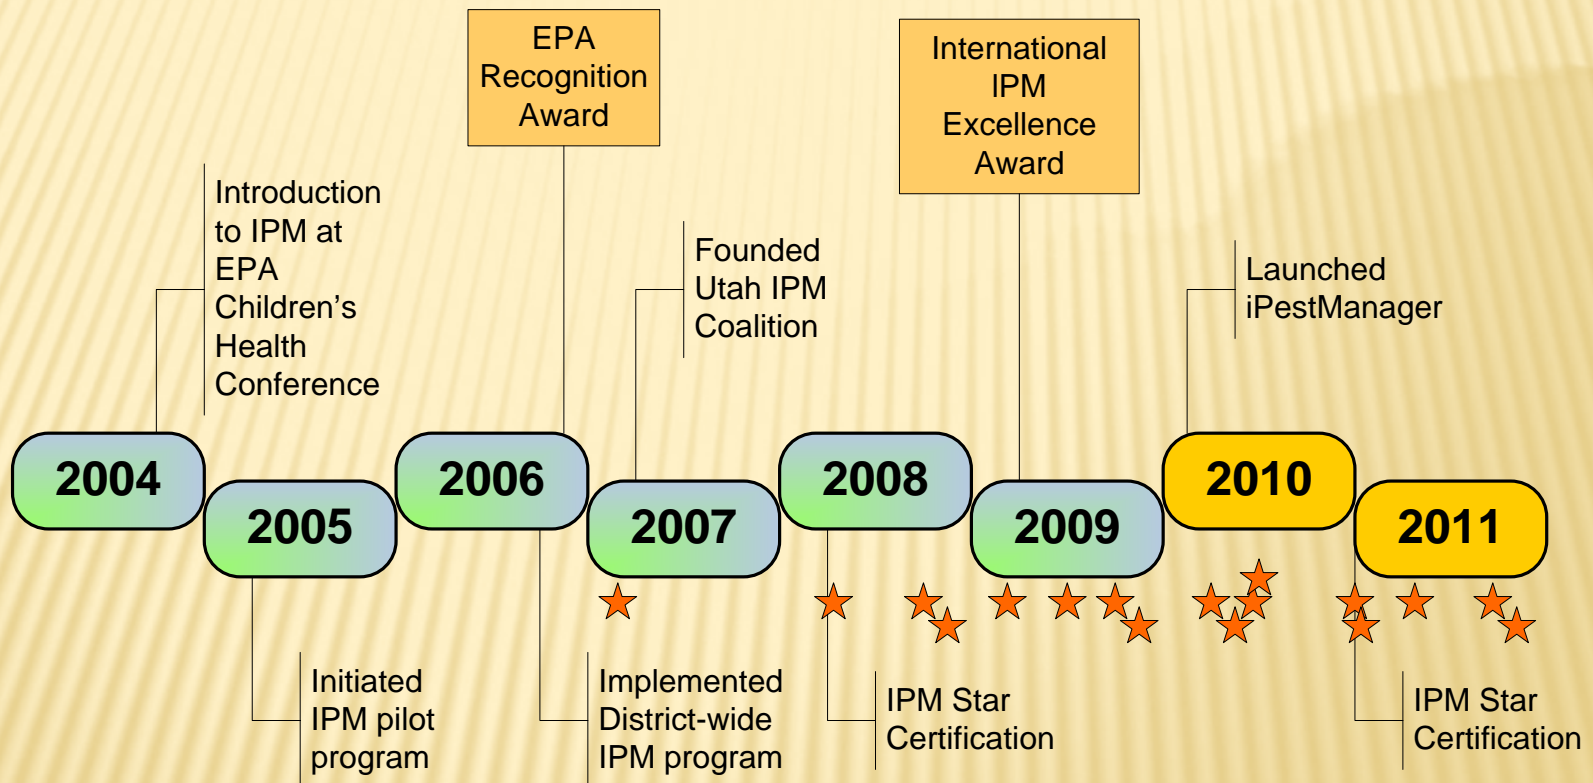 EPA
Recognition
Award
International
IPM
Excellence
Award
Introduction
to IPM at
EPA
Children’s
Health
Conference
Founded
Utah IPM
Coalition
Launched
iPestManager
2004
2005
2006
2007
2008
2009
2010
2011
Initiated
IPM pilot
program
Implemented
District-wide
IPM program
IPM Star
Certification
IPM Star
Certification